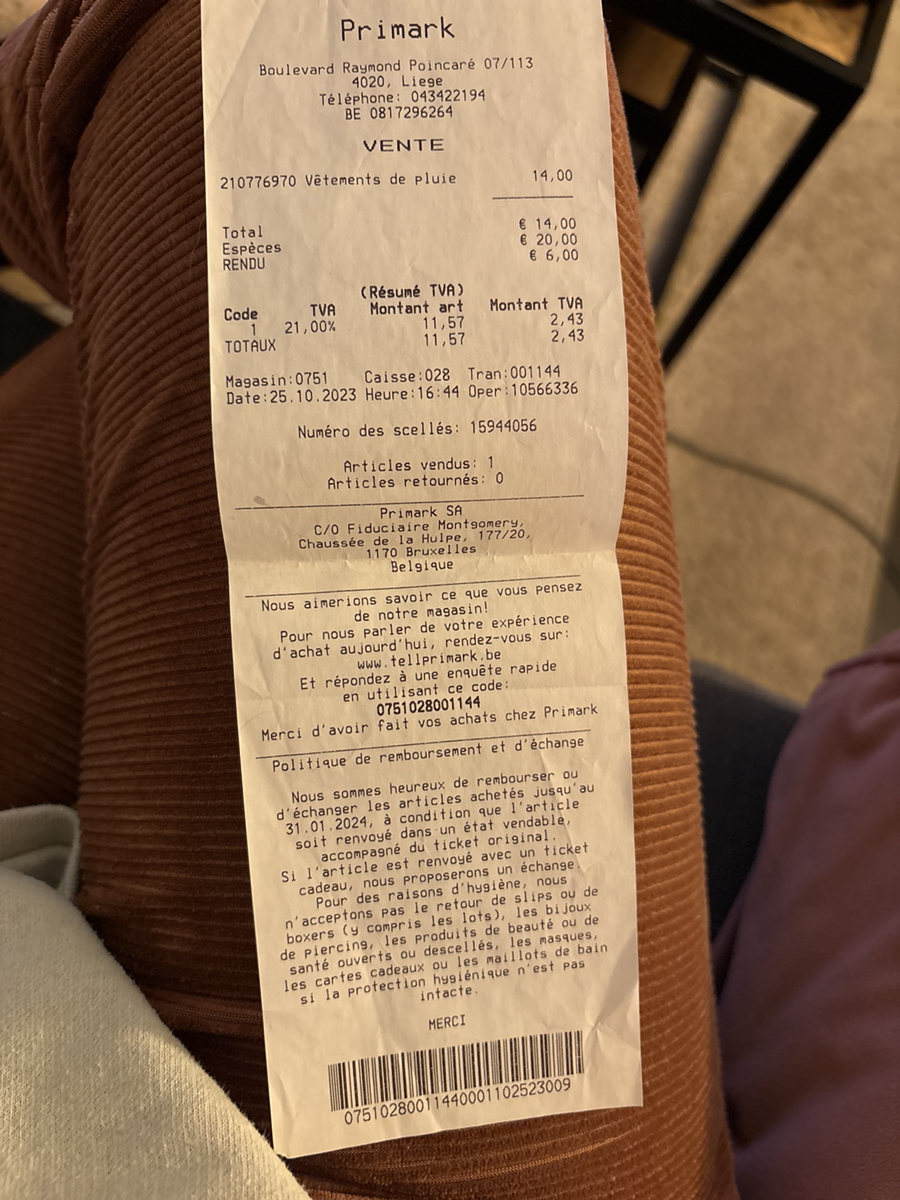 Primark
Boulevard Raymond Poincaré 07/113
4020, Liege
Téléphone: 043422194
BE 0817296264
VENTE
210776970 Vêtements de pluie 14,00
Total € 14,00
Espèces € 20,00
RENDU € 6,00
(Résumé TVA)
Code TVA Montant art Montant TVA
1 21,00% 11,57 2,43
TOTAUX 11,57 2,43
Magasin:0751 Caisse:028 Tran:001144
Date:25.10.2023 Heure:16:44 Oper:10566336
Numéro des scellés: 15944056
Articles vendus: 1
Articles retournés: 0
Primark SA
C/O Fiduciaire Montgomery,
Chaussée de la Hulpe, 177/20,
1170 Bruxelles
Belgique
Nous aimerions savoir ce que vous pensez
de notre magasin!
Pour nous parler de votre expérience
d'achat aujourd'hui, rendez-vous sur:
www.tellprimark.be
Et répondez à une enquête rapide
en utilisant ce code:
0751028001144
Merci d'avoir fait vos achats chez Primark
Politique de remboursement et d'échange
Nous sommes heureux de rembourser ou
d'échanger les articles achetés jusqu'au
31.01.2024, à condition que l'article
soit renvoyé dans un état vendable,
accompagné du ticket original.
Si l'article est renvoyé avec un ticket
cadeau, nous proposerons un échange.
Pour des raisons d'hygiène, nous
n'acceptons pas le retour de slips ou de
boxers (y compris les lots), les bijoux
de piercing, les produits de beauté ou de
santé ouverts ou descellés, les masques,
les cartes cadeaux ou les maillots de bain
si la protection hygiénique n'est pas
intacte.
MERCI
07510280011440001102523009